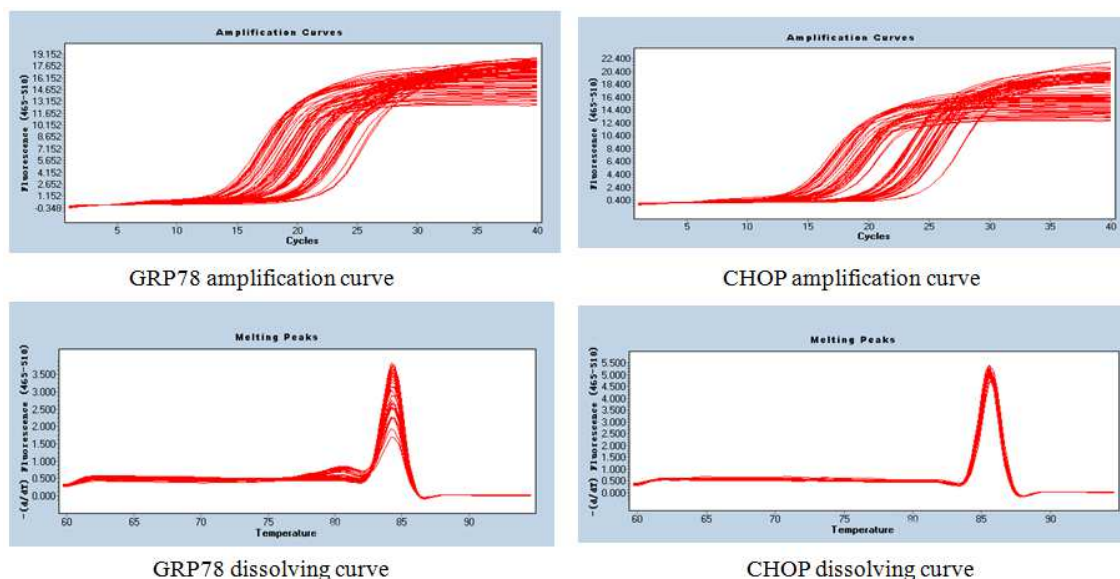 Amplification Curves
Fluorescence (465-510)
19.152
17.652
16.152
14.652
13.152
11.652
10.152
8.652
7.152
5.652
4.152
2.652
1.152
-0.348
5 10 15 20 25 30 35 40
Cycles
GRP78 amplification curve
Amplification Curves
Fluorescence (465-510)
22.400
20.400
18.400
16.400
14.400
12.400
10.400
8.400
6.400
4.400
2.400
0.400
5 10 15 20 25 30 35 40
Cycles
CHOP amplification curve
Melting Peaks
-(d/dT) Fluorescence (465-510)
3.500
3.000
2.500
2.000
1.500
1.000
0.500
0.000
60 65 70 75 80 85 90
Temperature
GRP78 dissolving curve
Melting Peaks
-(d/dT) Fluorescence (465-510)
5.500
5.000
4.500
4.000
3.500
3.000
2.500
2.000
1.500
1.000
0.500
0.000
60 65 70 75 80 85 90
Temperature
CHOP dissolving curve